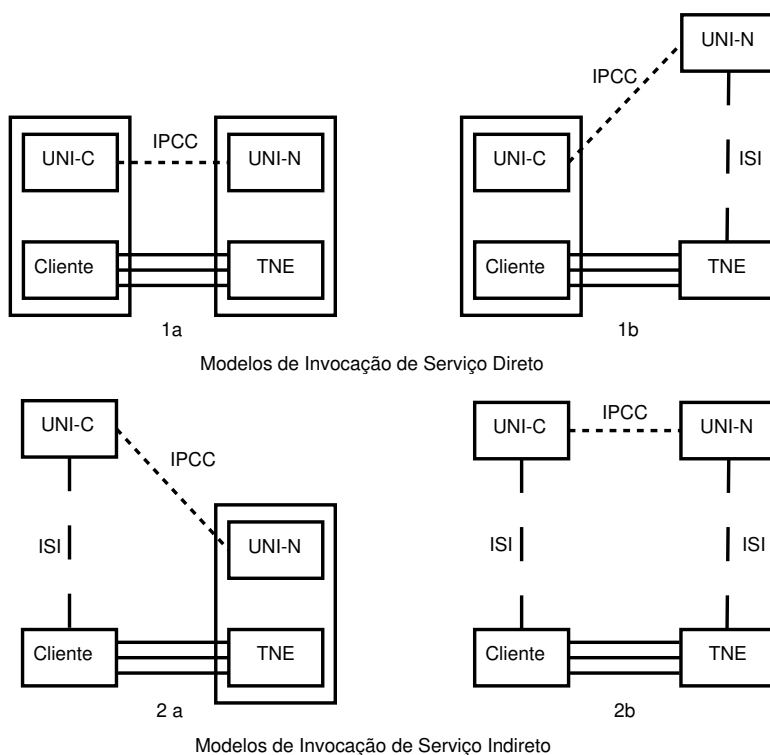 UNI-N
IPCC
IPCC
UNI-C
UNI-N
UNI-C
ISI
Cliente
TNE
Cliente
TNE
1a
1b
Modelos de Invocação de Serviço Direto
UNI-C
IPCC
UNI-C
IPCC
UNI-N
ISI
UNI-N
ISI
ISI
Cliente
TNE
Cliente
TNE
2 a
2b
Modelos de Invocação de Serviço Indireto